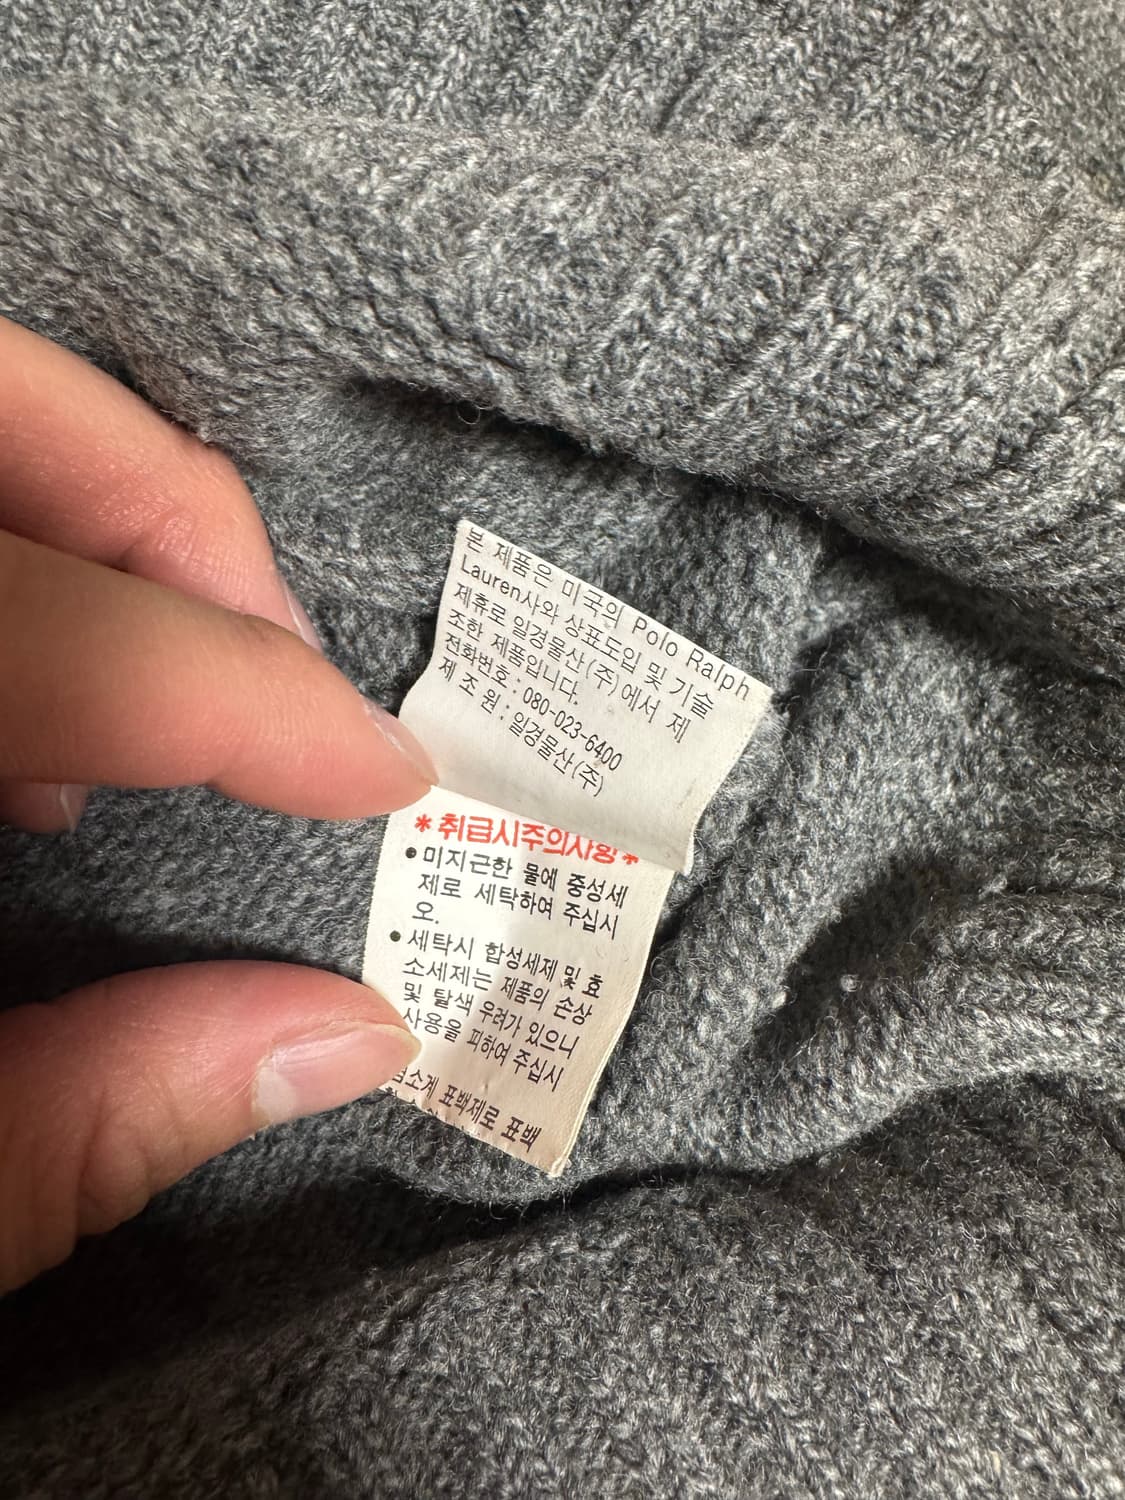 본 제품은 미국의 Polo Ralph
Lauren사와 상표도입 및 기술
제휴로 일경물산(주)에서 제
조한 제품입니다.
전화번호 : 080-023-6400
제 조 원 : 일경물산(주)
* 취급시주의사항 *
• 미지근한 물에 중성세
제로 세탁하여 주십시
오.
• 세탁시 합성세제 및 효
소세제는 제품의 손상
및 탈색 우려가 있으니
사용을 피하여 주십시
표백제로 표백